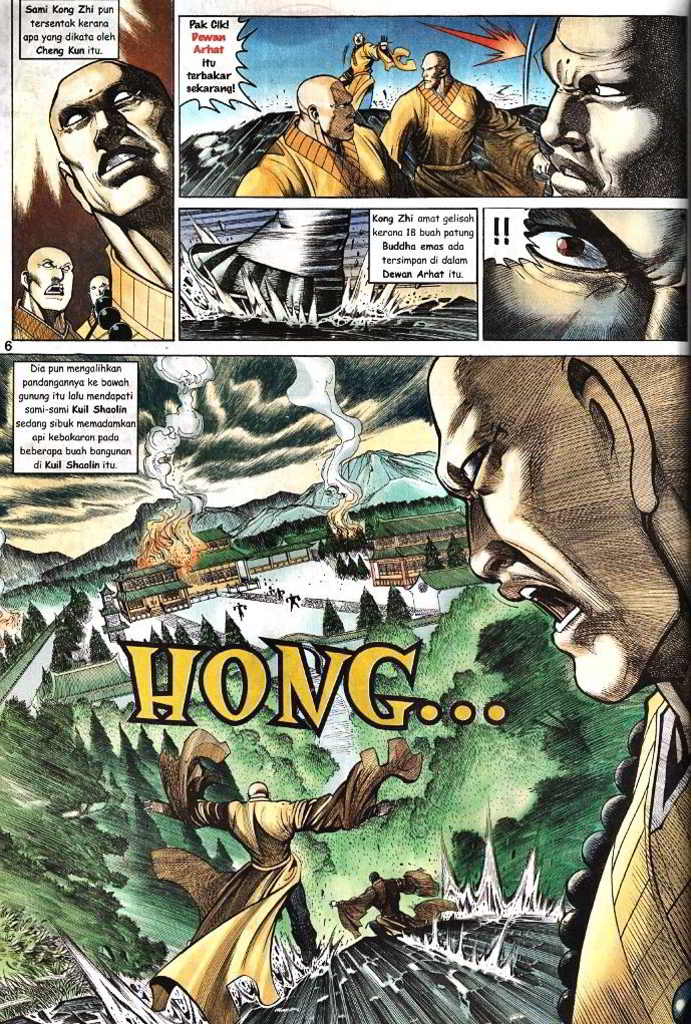 Sami Kong Zhi pun
tersentak kerana
apa yang dikata oleh
Cheng Kun itu.
Pak Cik!
Dewan
Arhat
itu
terbakar
sekarang!
Kong Zhi amat gelisah
kerana 18 buah patung
Buddha emas ada
tersimpan di dalam
Dewan Arhat itu.
!!
6
Dia pun mengalihkan
pandangannya ke bawah
gunung itu lalu mendapati
sami-sami Kuil Shaolin
sedang sibuk memadamkan
api kebakaran pada
beberapa buah bangunan
di Kuil Shaolin itu.
HONG...